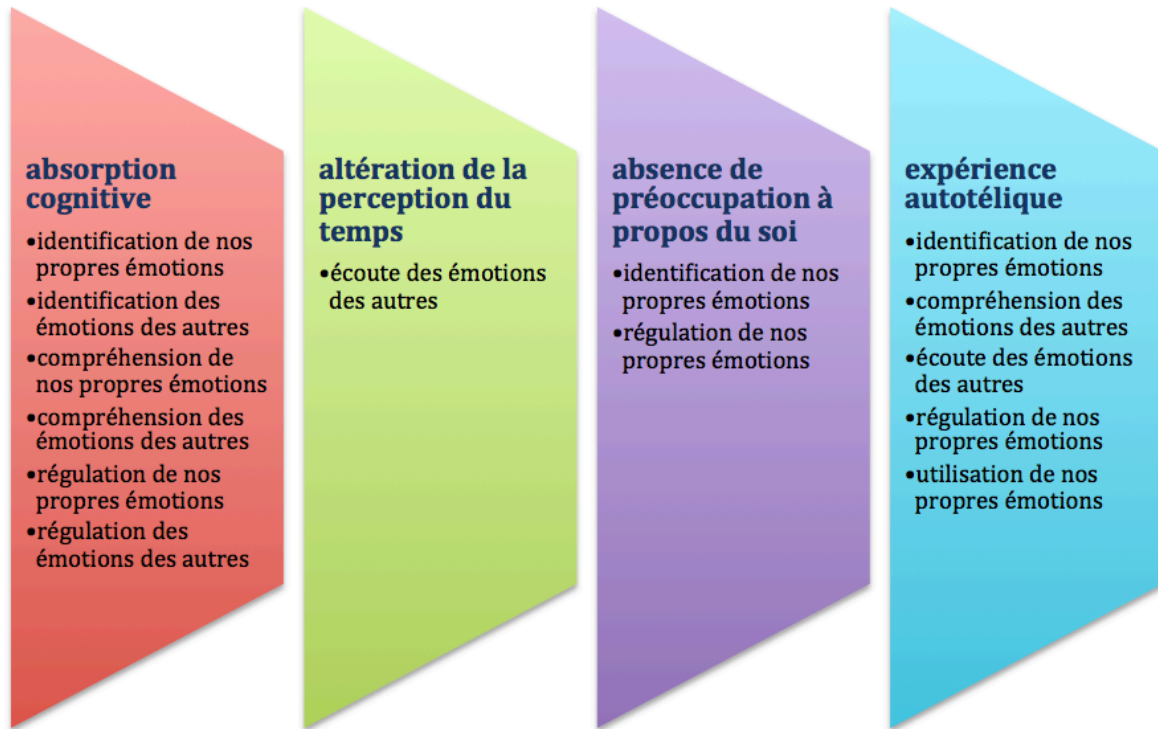 absorption
cognitive
•identification de nos
propres émotions
•identification des
émotions des autres
•compréhension de
nos propres émotions
•compréhension des
émotions des autres
•régulation de nos
propres émotions
•régulation des
émotions des autres
altération de la
perception du
temps
•écoute des émotions
des autres
absence de
préoccupation à
propos du soi
•identification de nos
propres émotions
•régulation de nos
propres émotions
expérience
autotélique
•identification de nos
propres émotions
•compréhension des
émotions des autres
•écoute des émotions
des autres
•régulation de nos
propres émotions
•utilisation de nos
propres émotions